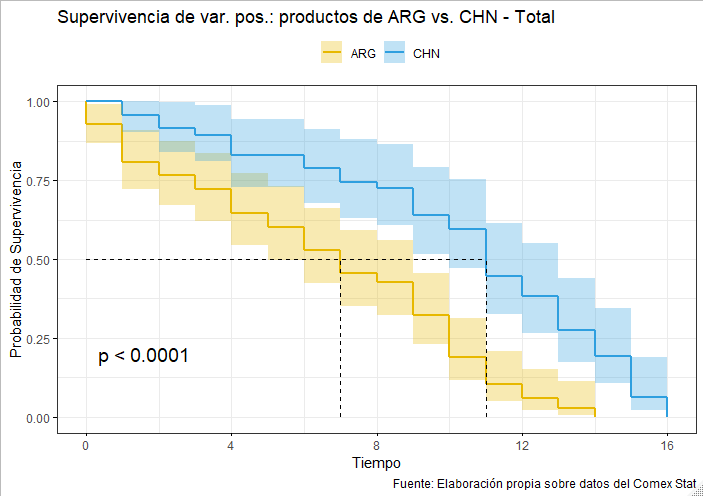 Supervivencia de var. pos.: productos de ARG vs. CHN - Total
ARG CHN
Probabilidad de Supervivencia
1.00
0.75
0.50
0.25
0.00
p < 0.0001
0 4 8 12 16
Tiempo
Fuente: Elaboración propia sobre datos del Comex Stat